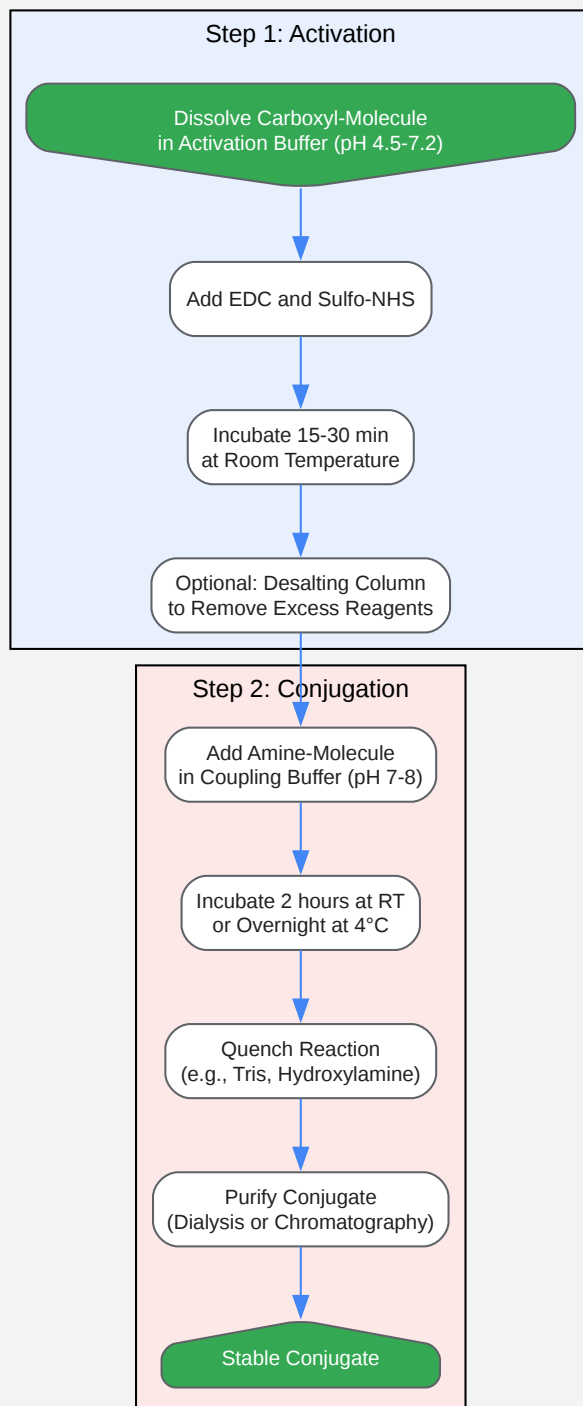 Step 1: Activation
Dissolve Carboxyl-Molecule
in Activation Buffer (pH 4.5-7.2)
Add EDC and Sulfo-NHS
Incubate 15-30 min
at Room Temperature
Optional: Desalting Column
to Remove Excess Reagents
Step 2: Conjugation
Add Amine-Molecule
in Coupling Buffer (pH 7-8)
Incubate 2 hours at RT
or Overnight at 4°C
Quench Reaction
(e.g., Tris, Hydroxylamine)
Purify Conjugate
(Dialysis or Chromatography)
Stable Conjugate